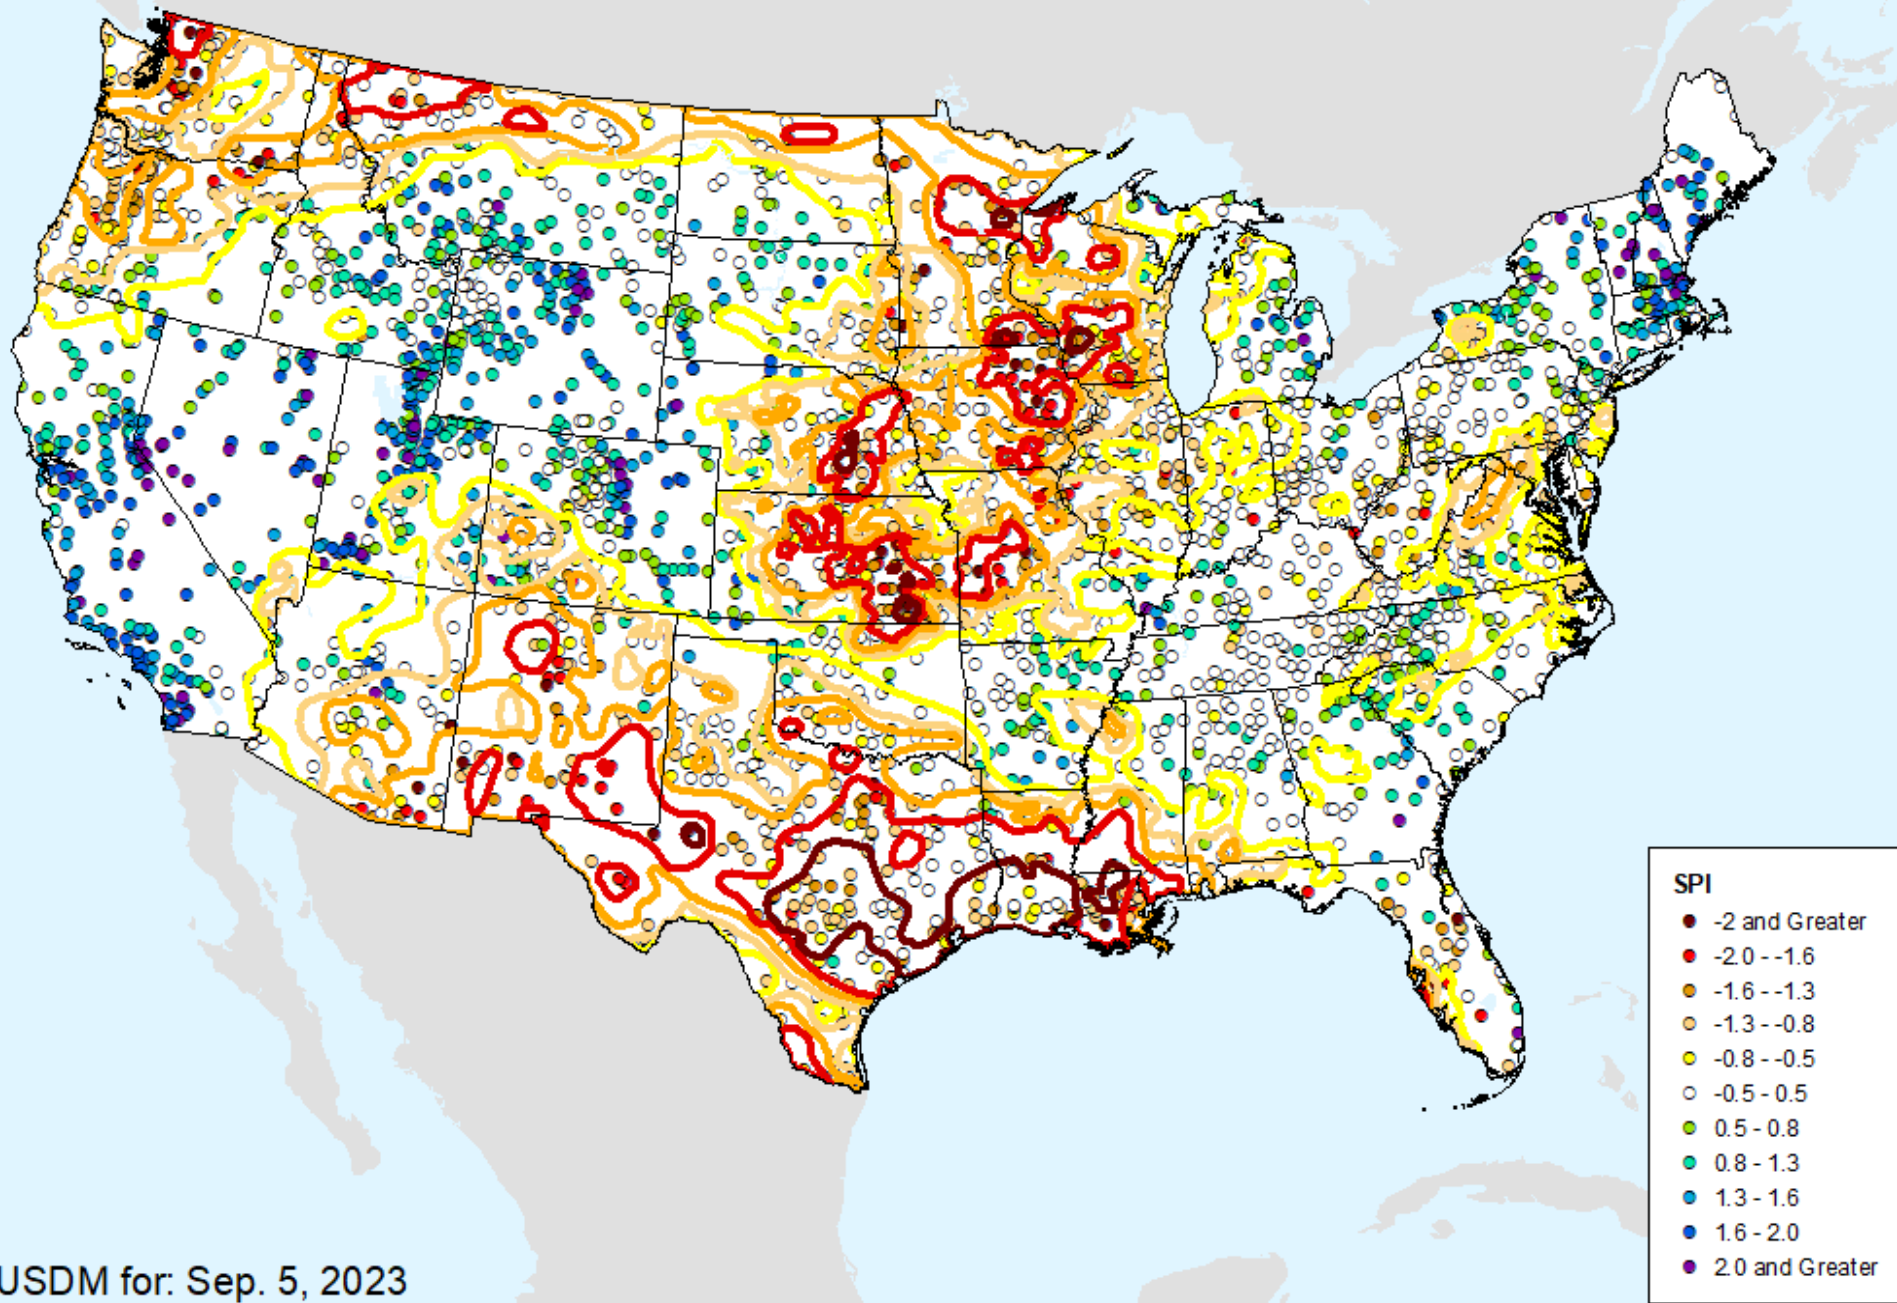 SPI
-2 and Greater
-2.0 - -1.6
-1.6 - -1.3
-1.3 - -0.8
-0.8 - -0.5
-0.5 - 0.5
0.5 - 0.8
0.8 - 1.3
1.3 - 1.6
1.6 - 2.0
2.0 and Greater
USDM for: Sep. 5, 2023